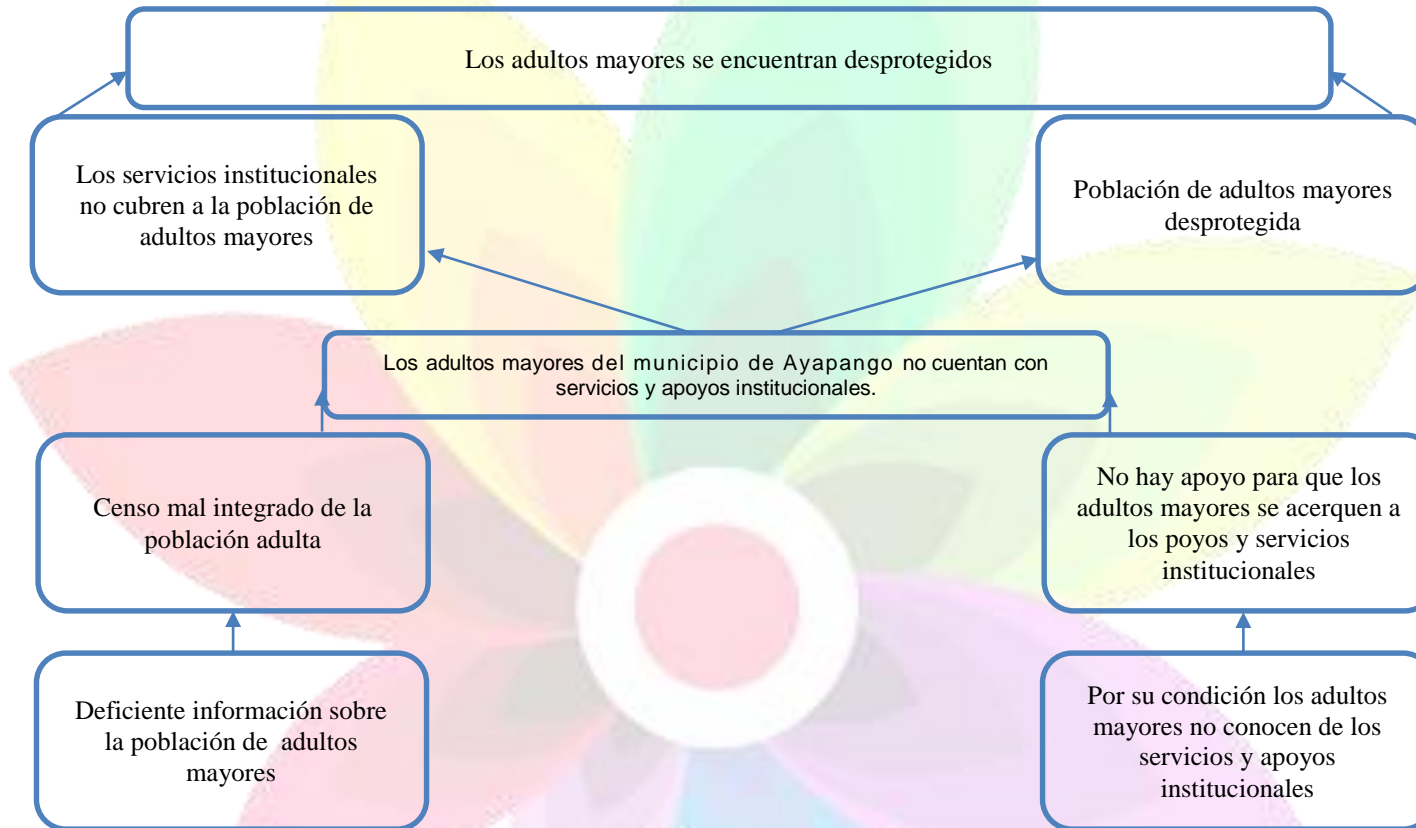 Los adultos mayores se encuentran desprotegidos
Los servicios institucionales
no cubren a la población de
adultos mayores
Población de adultos mayores
desprotegida
Los adultos mayores del municipio de Ayapango no cuentan con
servicios y apoyos institucionales.
Censo mal integrado de la
población adulta
No hay apoyo para que los
adultos mayores se acerquen a
los poyos y servicios
institucionales
Deficiente información sobre
la población de adultos
mayores
Por su condición los adultos
mayores no conocen de los
servicios y apoyos
institucionales